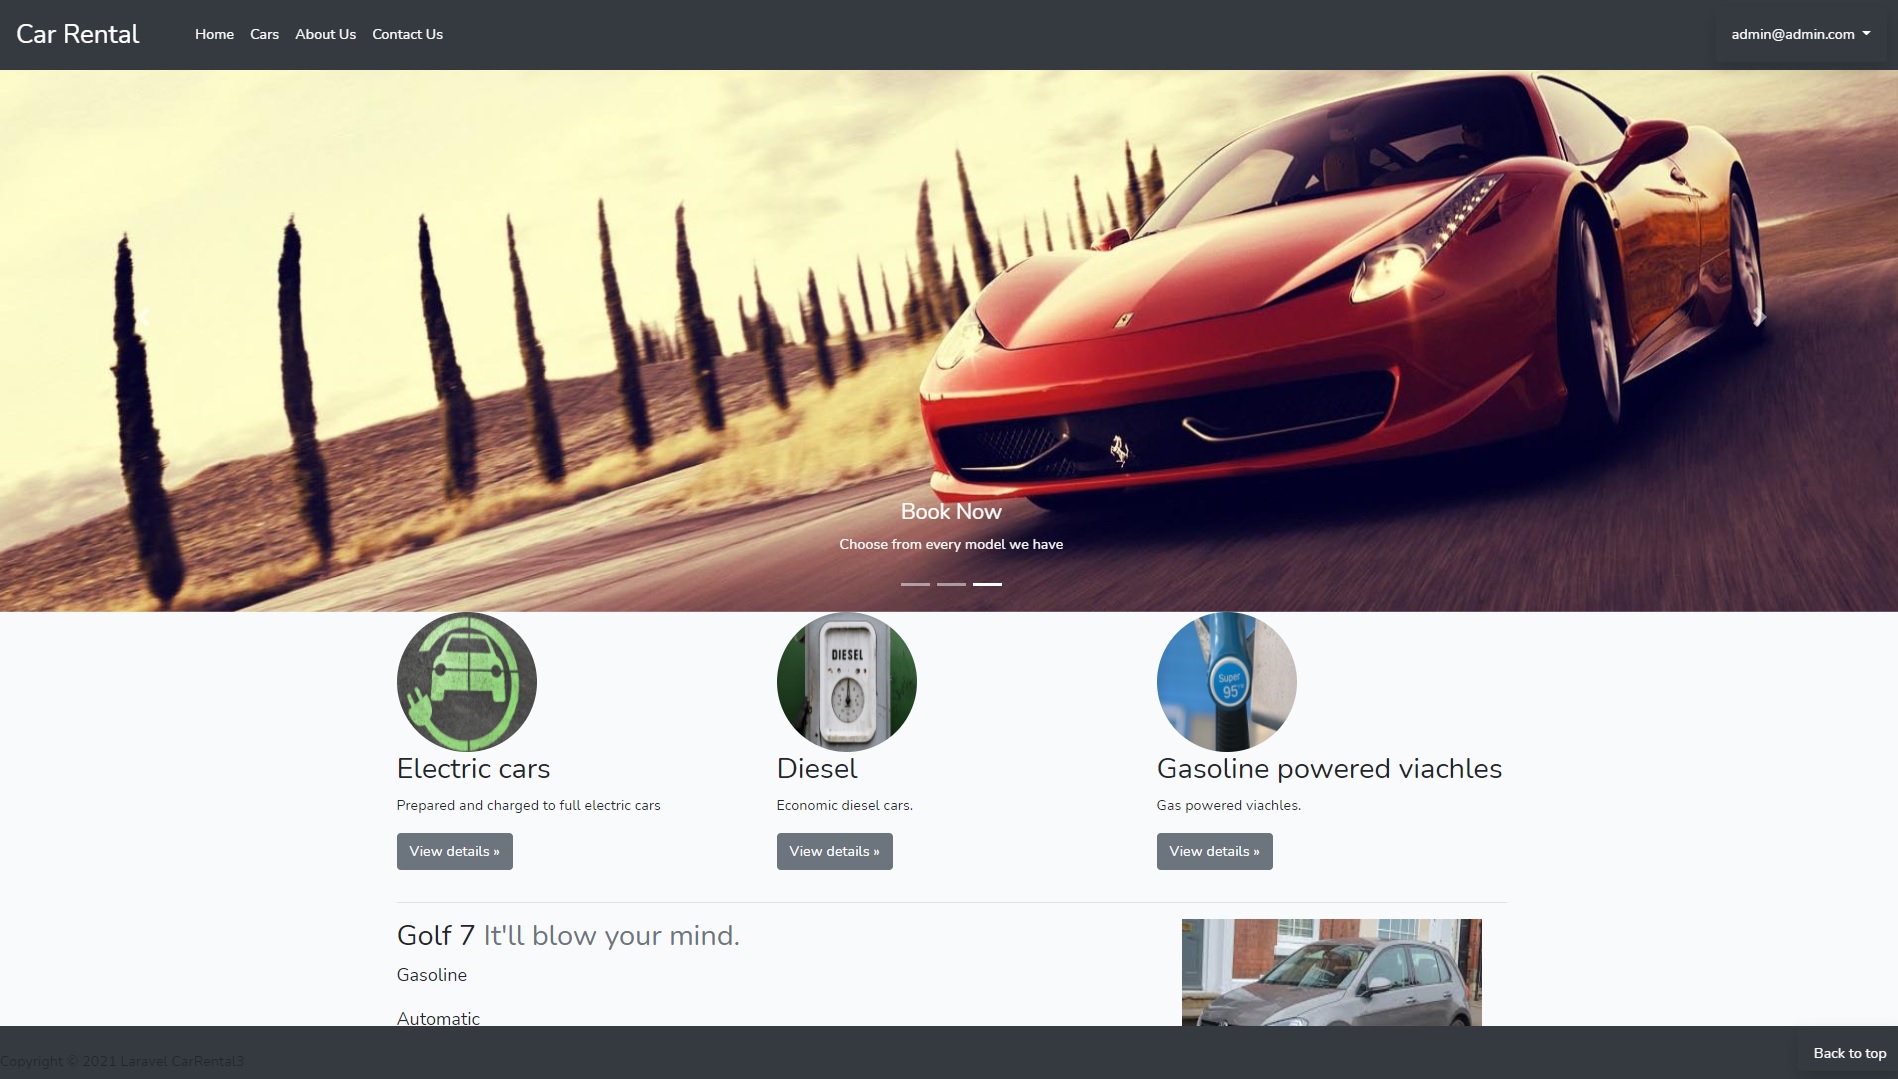 Car Rental
Home
Cars
About Us
Contact Us
admin@admin.com
Book Now
Choose from every model we have
DIESEL
Super
95
Electric cars
Diesel
Gasoline powered viachles
Prepared and charged to full electric cars
Economic diesel cars.
Gas powered viachles.
View details »
View details »
View details »
Golf 7 It'll blow your mind.
Gasoline
Automatic
Copyright © 2021 Laravel CarRental3
Back to top